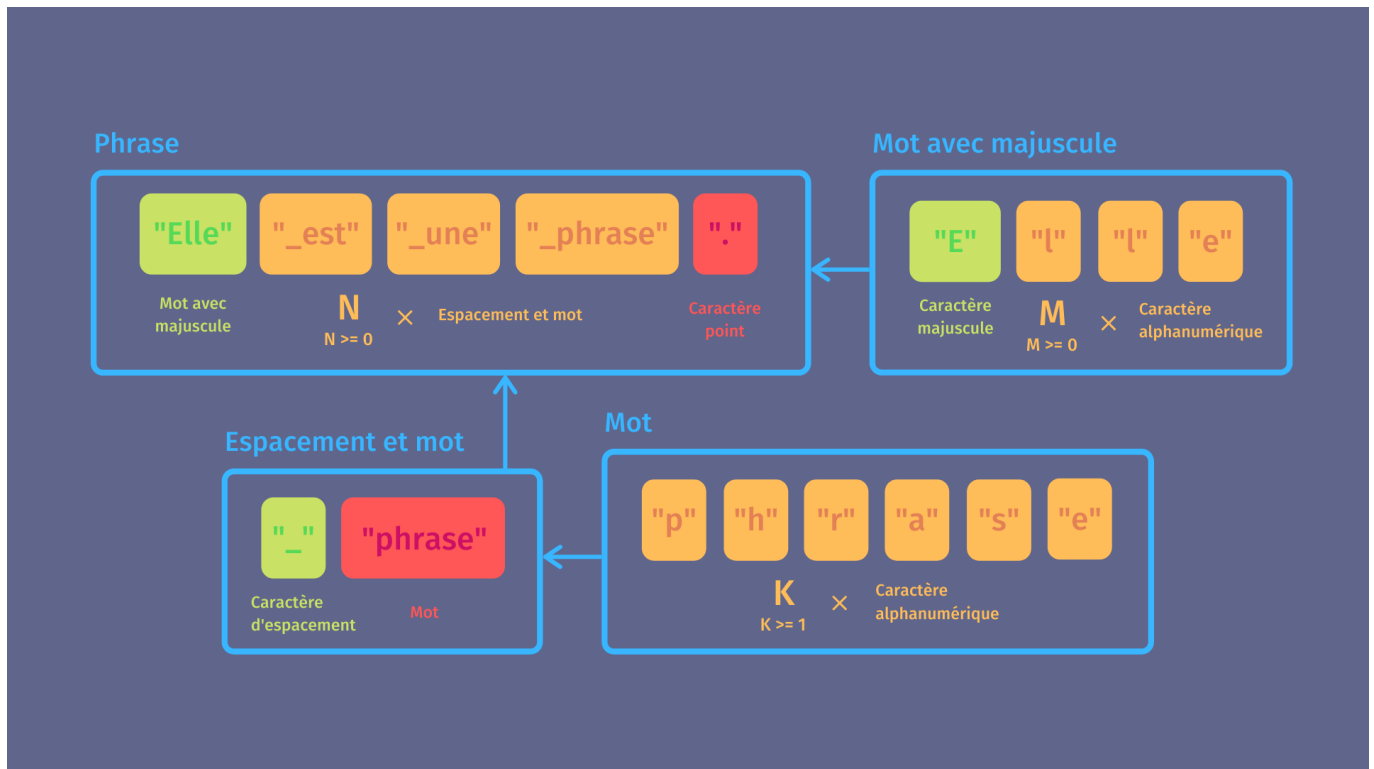 Phrase
"Elle" "_est" "_une" "_phrase" "."
Mot avec
majuscule
N
N >= 0
× Espacement et mot
Caractère
point
Mot avec majuscule
"E" "l" "l" "e"
Caractère
majuscule
M
M >= 0
× Caractère
alphanumérique
Espacement et mot
"_" "phrase"
Caractère
d'espacement
Mot
Mot
"p" "h" "r" "a" "s" "e"
K
K >= 1
× Caractère
alphanumérique